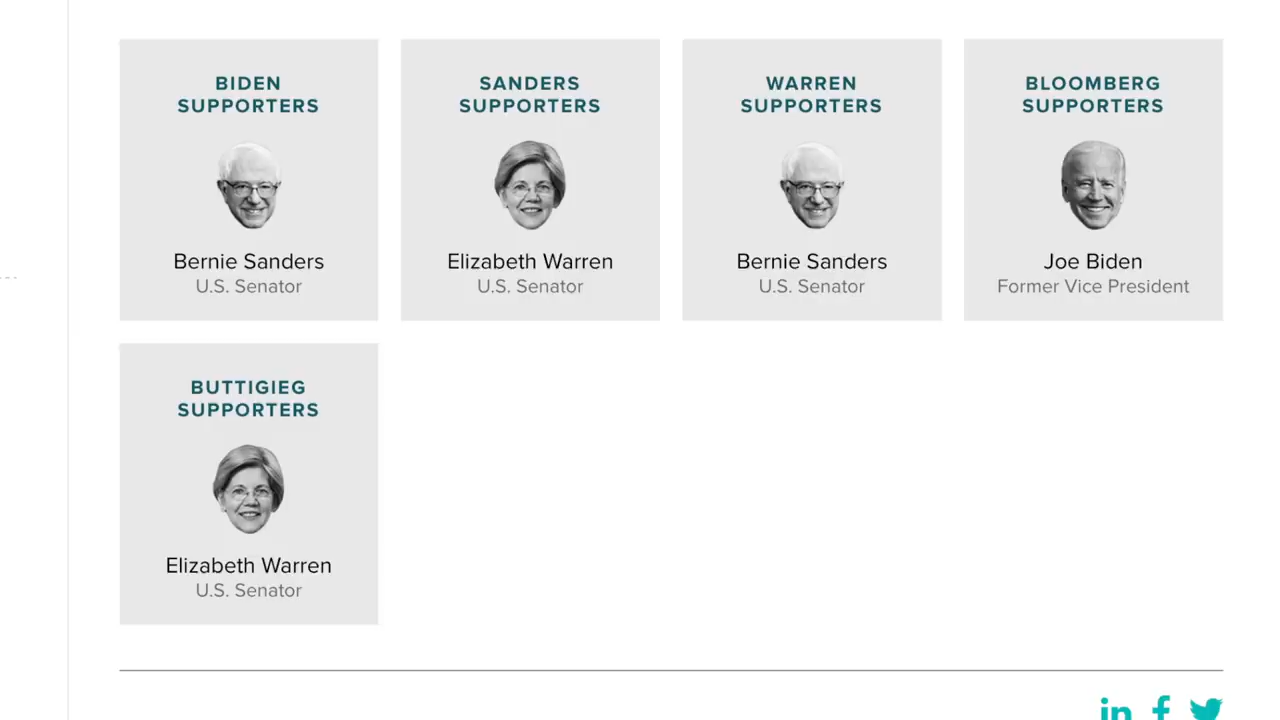 BIDEN
SUPPORTERS
Bernie Sanders
U.S. Senator
SANDERS
SUPPORTERS
Elizabeth Warren
U.S. Senator
WARREN
SUPPORTERS
Bernie Sanders
U.S. Senator
BLOOMBERG
SUPPORTERS
Joe Biden
Former Vice President
BUTTIGIEG
SUPPORTERS
Elizabeth Warren
U.S. Senator
in f